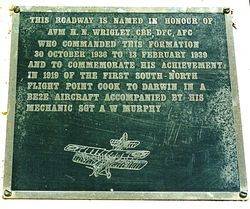 THIS ROADWAY IS NAMED IN HONOUR OF
AVM H. N. WRIGLEY CBE DFC AFC
WHO COMMANDED THIS FORMATION
30 OCTOBER 1936 TO 13 FEBRUARY 1939
AND TO COMMEMORATE HIS ACHIEVEMENT
IN 1919 OF THE FIRST SOUTH-NORTH
FLIGHT POINT COOK TO DARWIN IN A
BE2E AIRCRAFT ACCOMPANIED BY HIS
MECHANIC SGT A W MURPHY